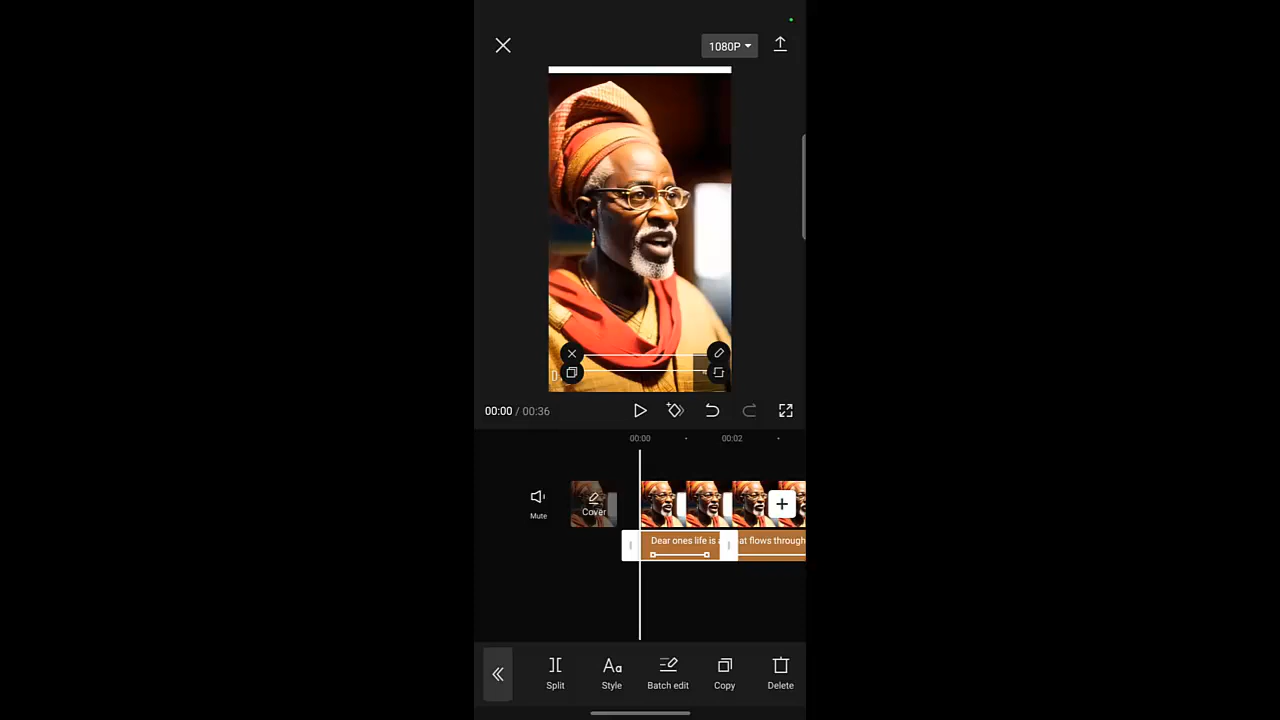 1080P
00:00 / 00:36
00:00
00:02
Mute
Cover
Dear ones life is
at flows through
Split
Style
Batch edit
Copy
Delete